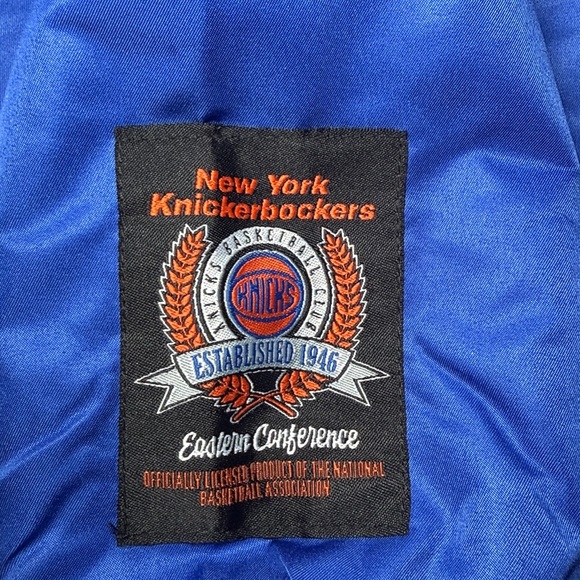 New York
Knickerbockers
KNICKS BASKETBALL CLUB
KNICKS
ESTABLISHED 1946
Eastern Conference
OFFICIALLY LICENSED PRODUCT OF THE NATIONAL
BASKETBALL ASSOCIATION